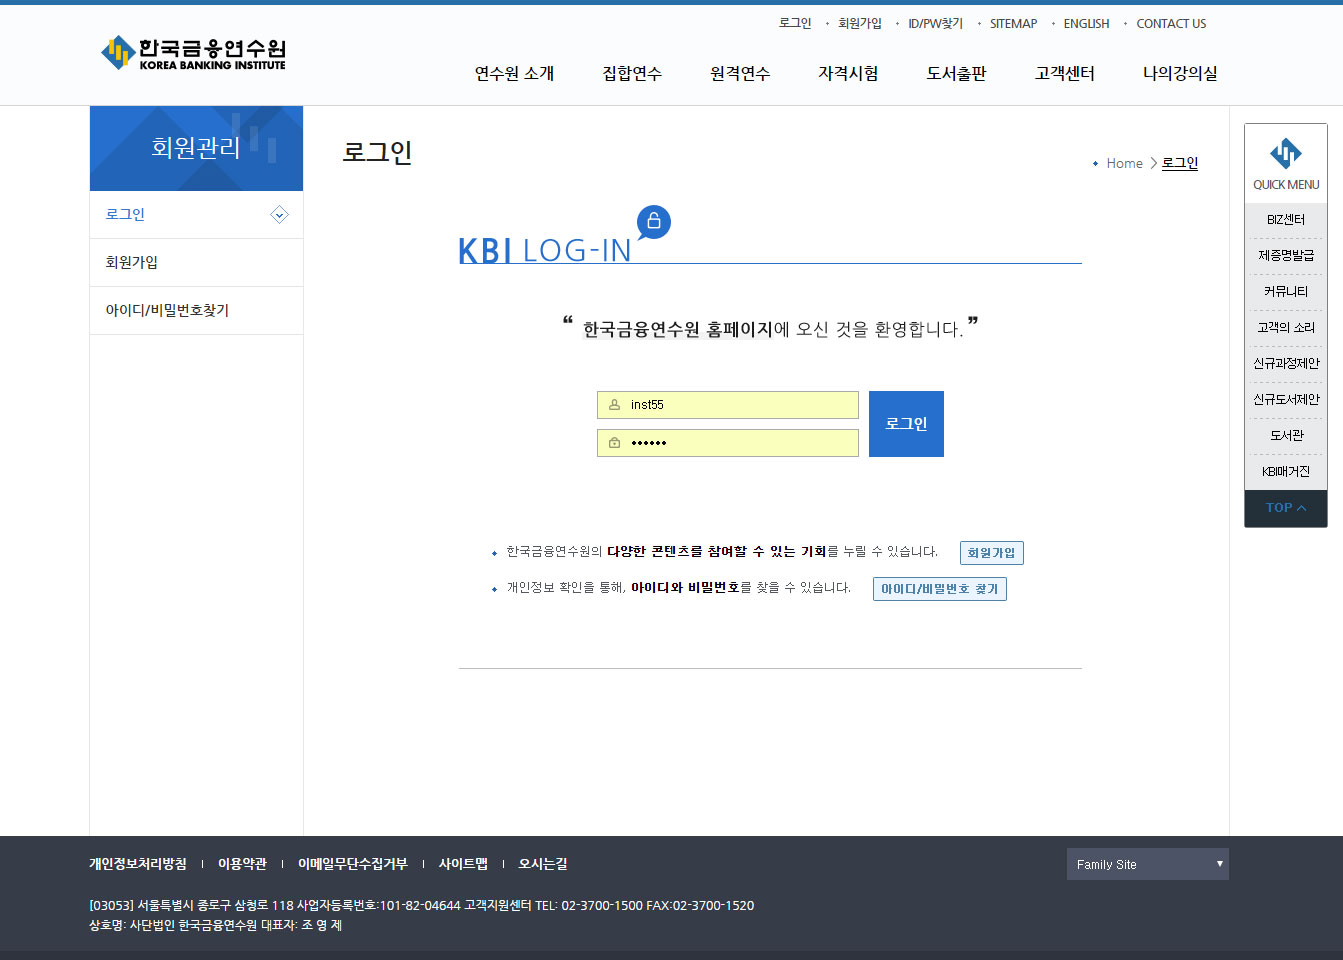 로그인 회원가입 ID/PW찾기 SITEMAP ENGLISH CONTACT US
한국금융연수원
KOREA BANKING INSTITUTE
연수원 소개 집합연수 원격연수 자격시험 도서출판 고객센터 나의강의실
회원관리
로그인
회원가입
아이디/비밀번호찾기
로그인
Home > 로그인
KBI LOG-IN
“ 한국금융연수원 홈페이지에 오신 것을 환영합니다. ”
inst55
••••••
로그인
한국금융연수원의 다양한 콘텐츠를 참여할 수 있는 기회를 누릴 수 있습니다. 회원가입
개인정보 확인을 통해, 아이디와 비밀번호를 찾을 수 있습니다. 아이디/비밀번호 찾기
QUICK MENU
BIZ센터
제증명발급
커뮤니티
고객의 소리
신규과정제안
신규도서제안
도서관
KBI매거진
TOP
개인정보처리방침 | 이용약관 | 이메일무단수집거부 | 사이트맵 | 오시는길
Family Site
[03053] 서울특별시 종로구 삼청로 118 사업자등록번호:101-82-04644 고객지원센터 TEL: 02-3700-1500 FAX:02-3700-1520
상호명: 사단법인 한국금융연수원 대표자: 조 영 제